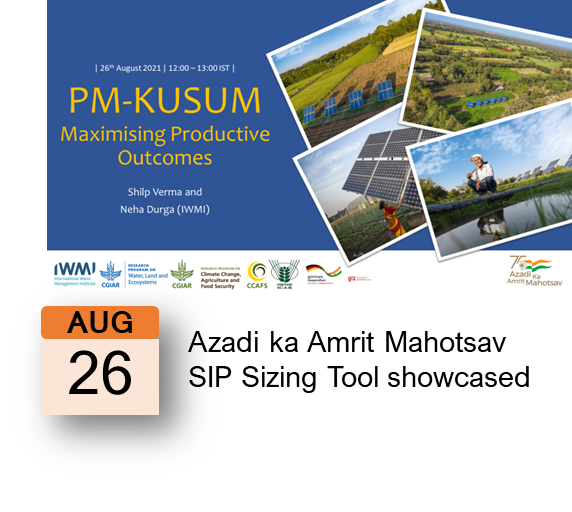 | 26th August 2021 | 12:00 – 13:00 IST |
PM-KUSUM
Maximising Productive
Outcomes
Shilp Verma and
Neha Durga (IWMI)
IWMI
International Water
Management Institute
CGIAR
RESEARCH
PROGRAM ON
Water, Land and
Ecosystems
CGIAR
RESEARCH PROGRAM ON
Climate Change,
Agriculture and
Food Security
CCAFS
german
cooperation
giz
75
Azadi Ka
Amrit Mahotsav
AUG
26
Azadi ka Amrit Mahotsav
SIP Sizing Tool showcased